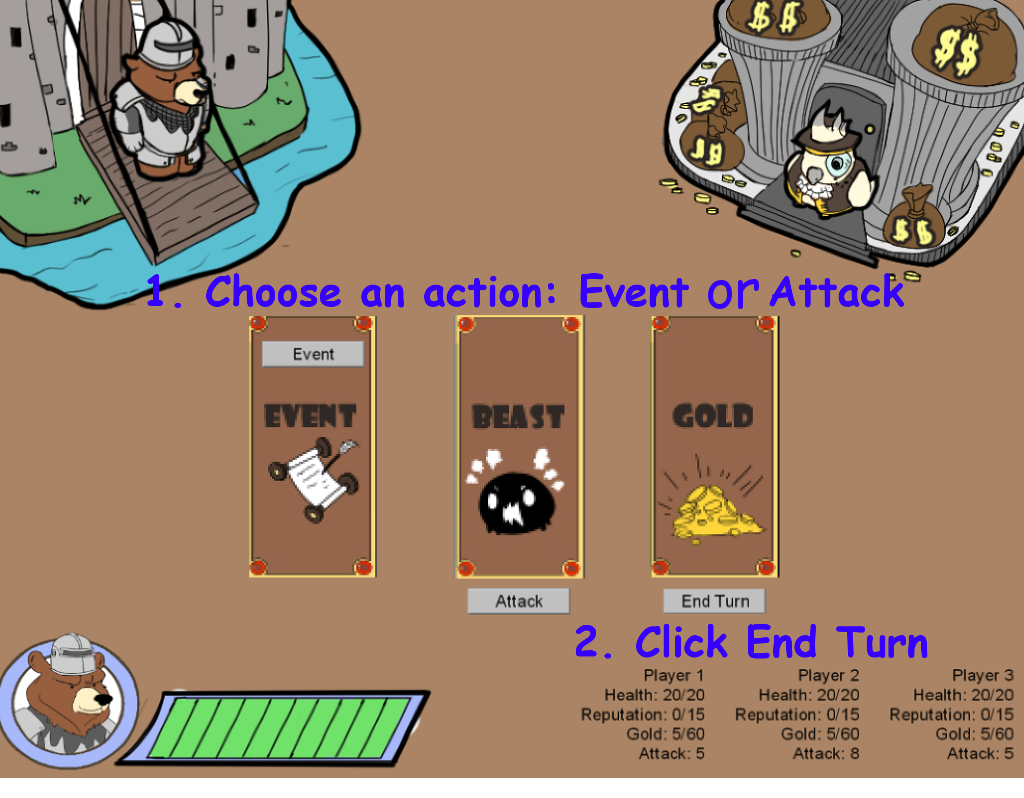 $$
$$
$$
1. Choose an action: Event or Attack
Event
EVENT
BEAST
GOLD
Attack
End Turn
2. Click End Turn
Player 1
Health: 20/20
Reputation: 0/15
Gold: 5/60
Attack: 5
Player 2
Health: 20/20
Reputation: 0/15
Gold: 5/60
Attack: 8
Player 3
Health: 20/20
Reputation: 0/15
Gold: 5/60
Attack: 5